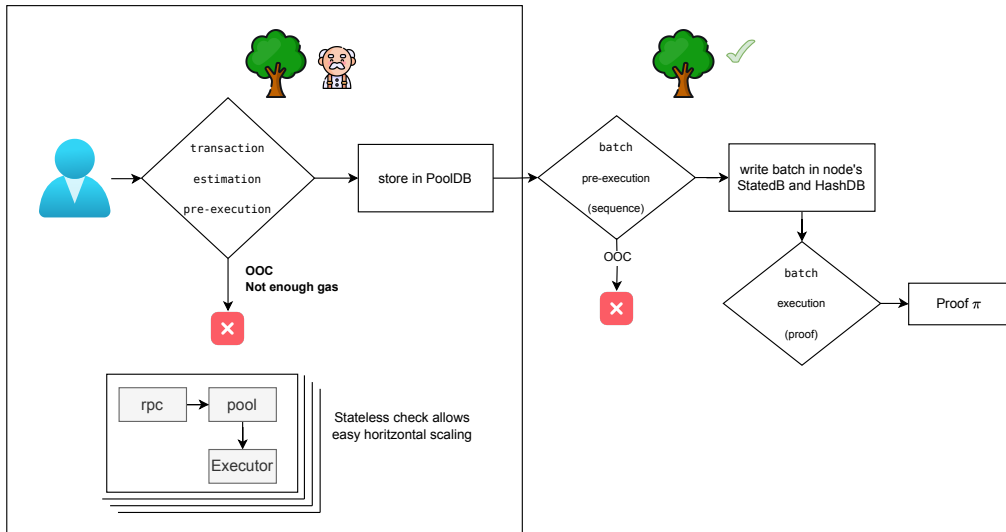 transaction
estimation
pre-execution
store in PoolDB
batch
pre-execution
(sequence)
write batch in node's
StatedB and HashDB
OOC
Not enough gas
OOC
batch
execution
(proof)
Proof π
rpc
pool
Executor
Stateless check allows
easy horitzontal scaling